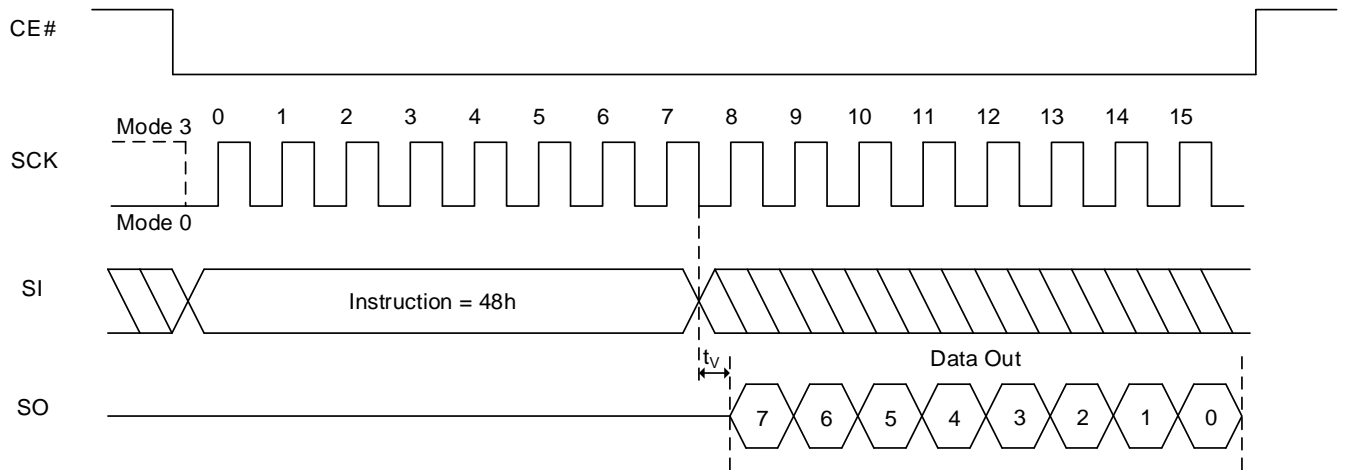 CE#
Mode 3 0 1 2 3 4 5 6 7 8 9 10 11 12 13 14 15
SCK
Mode 0
SI
Instruction = 48h
tV Data Out
SO
7 6 5 4 3 2 1 0